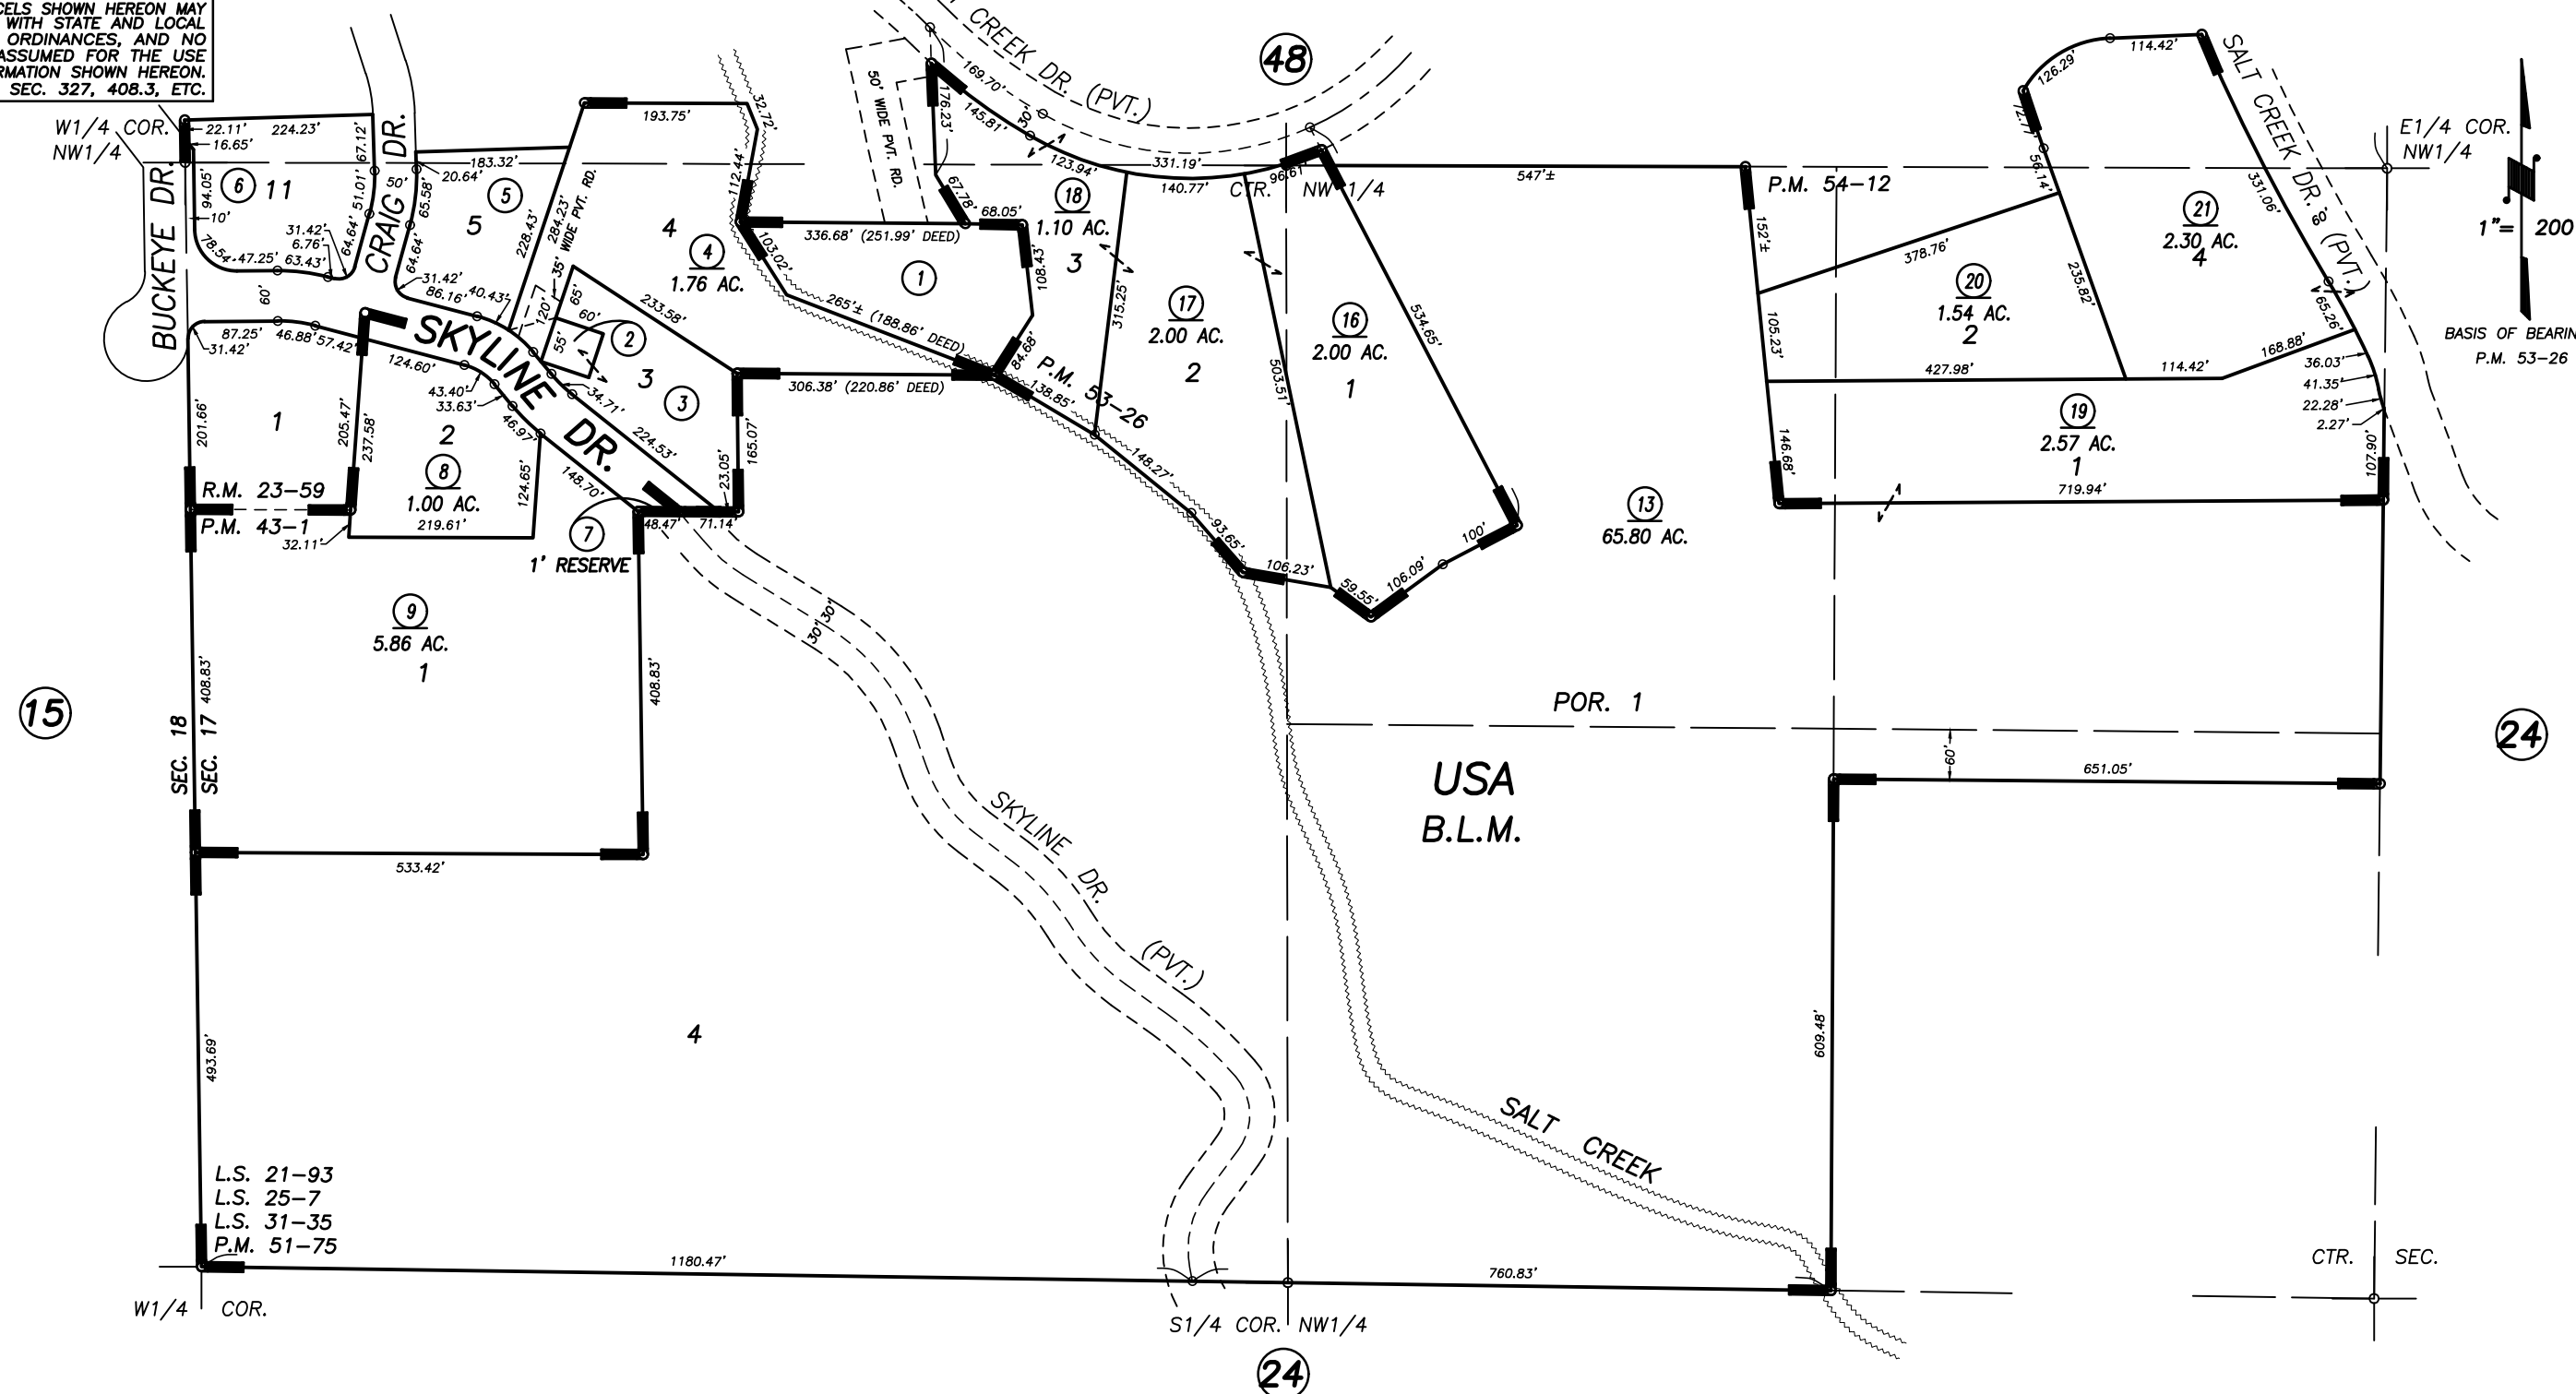 CELS SHOWN HEREON MAY
WITH STATE AND LOCAL
ORDINANCES, AND NO
ASSUMED FOR THE USE
RMATION SHOWN HEREON.
SEC. 327, 408.3, ETC.
W1/4 COR.
NW1/4
22.11'
16.65'
224.23'
67.12'
94.05'
6
11
51.01'
10'
31.42'
6.76'
64.64'
78.54'
47.25'
63.43'
BUCKEYE DR.
CRAIG DR.
50'
65.58'
20.64'
183.32'
5
5
64.64'
31.42'
86.16'
40.43'
228.43'
284.23'
35' WIDE PVT. RD.
120'
65'
60'
55'
2
233.58'
3
3
34.71'
224.53'
60'
87.25'
31.42'
46.88'
57.42'
124.60'
43.40'
33.63'
46.97'
SKYLINE DR.
201.66'
1
205.47'
237.58'
2
8
1.00 AC.
124.65'
148.70'
219.61'
32.11'
R.M. 23-59
P.M. 43-1
7
1' RESERVE
48.47'
71.14'
23.05'
165.07'
193.75'
32.72'
112.44'
4
4
1.76 AC.
103.02'
336.68' (251.99' DEED)
1
265'± (188.86' DEED)
306.38' (220.86' DEED)
50' WIDE PVT. RD.
176.23'
67.78'
68.05'
108.43'
84.68'
169.70'
145.81'
30'
123.94'
CREEK DR. (PVT.)
48
331.19'
140.77'
96.61'
CTR. NW 1/4
18
1.10 AC.
3
315.25'
17
2.00 AC.
2
503.51'
16
2.00 AC.
1
534.65'
P.M. 53-26
138.85'
148.27'
93.65'
106.23'
59.55'
106.09'
100'
547'±
P.M. 54-12
152'±
105.23'
146.68'
13
65.80 AC.
126.29'
114.42'
72.77'
56.14'
378.76'
235.82'
20
1.54 AC.
2
427.98'
114.42'
168.88'
21
2.30 AC.
4
331.06'
65.26'
SALT CREEK DR. (PVT.)
60'
36.03'
41.35'
22.28'
2.27'
107.90'
19
2.57 AC.
1
719.94'
E1/4 COR.
NW1/4
1"= 200
BASIS OF BEARIN
P.M. 53-26
9
5.86 AC.
1
408.83'
408.83'
SEC. 18
SEC. 17
15
533.42'
30' 30'
SKYLINE DR. (PVT.)
POR. 1
USA
B.L.M.
60'
651.05'
24
609.48'
SALT CREEK
493.69'
4
L.S. 21-93
L.S. 25-7
L.S. 31-35
P.M. 51-75
1180.47'
760.83'
W1/4 COR.
S1/4 COR. NW1/4
CTR. SEC.
24